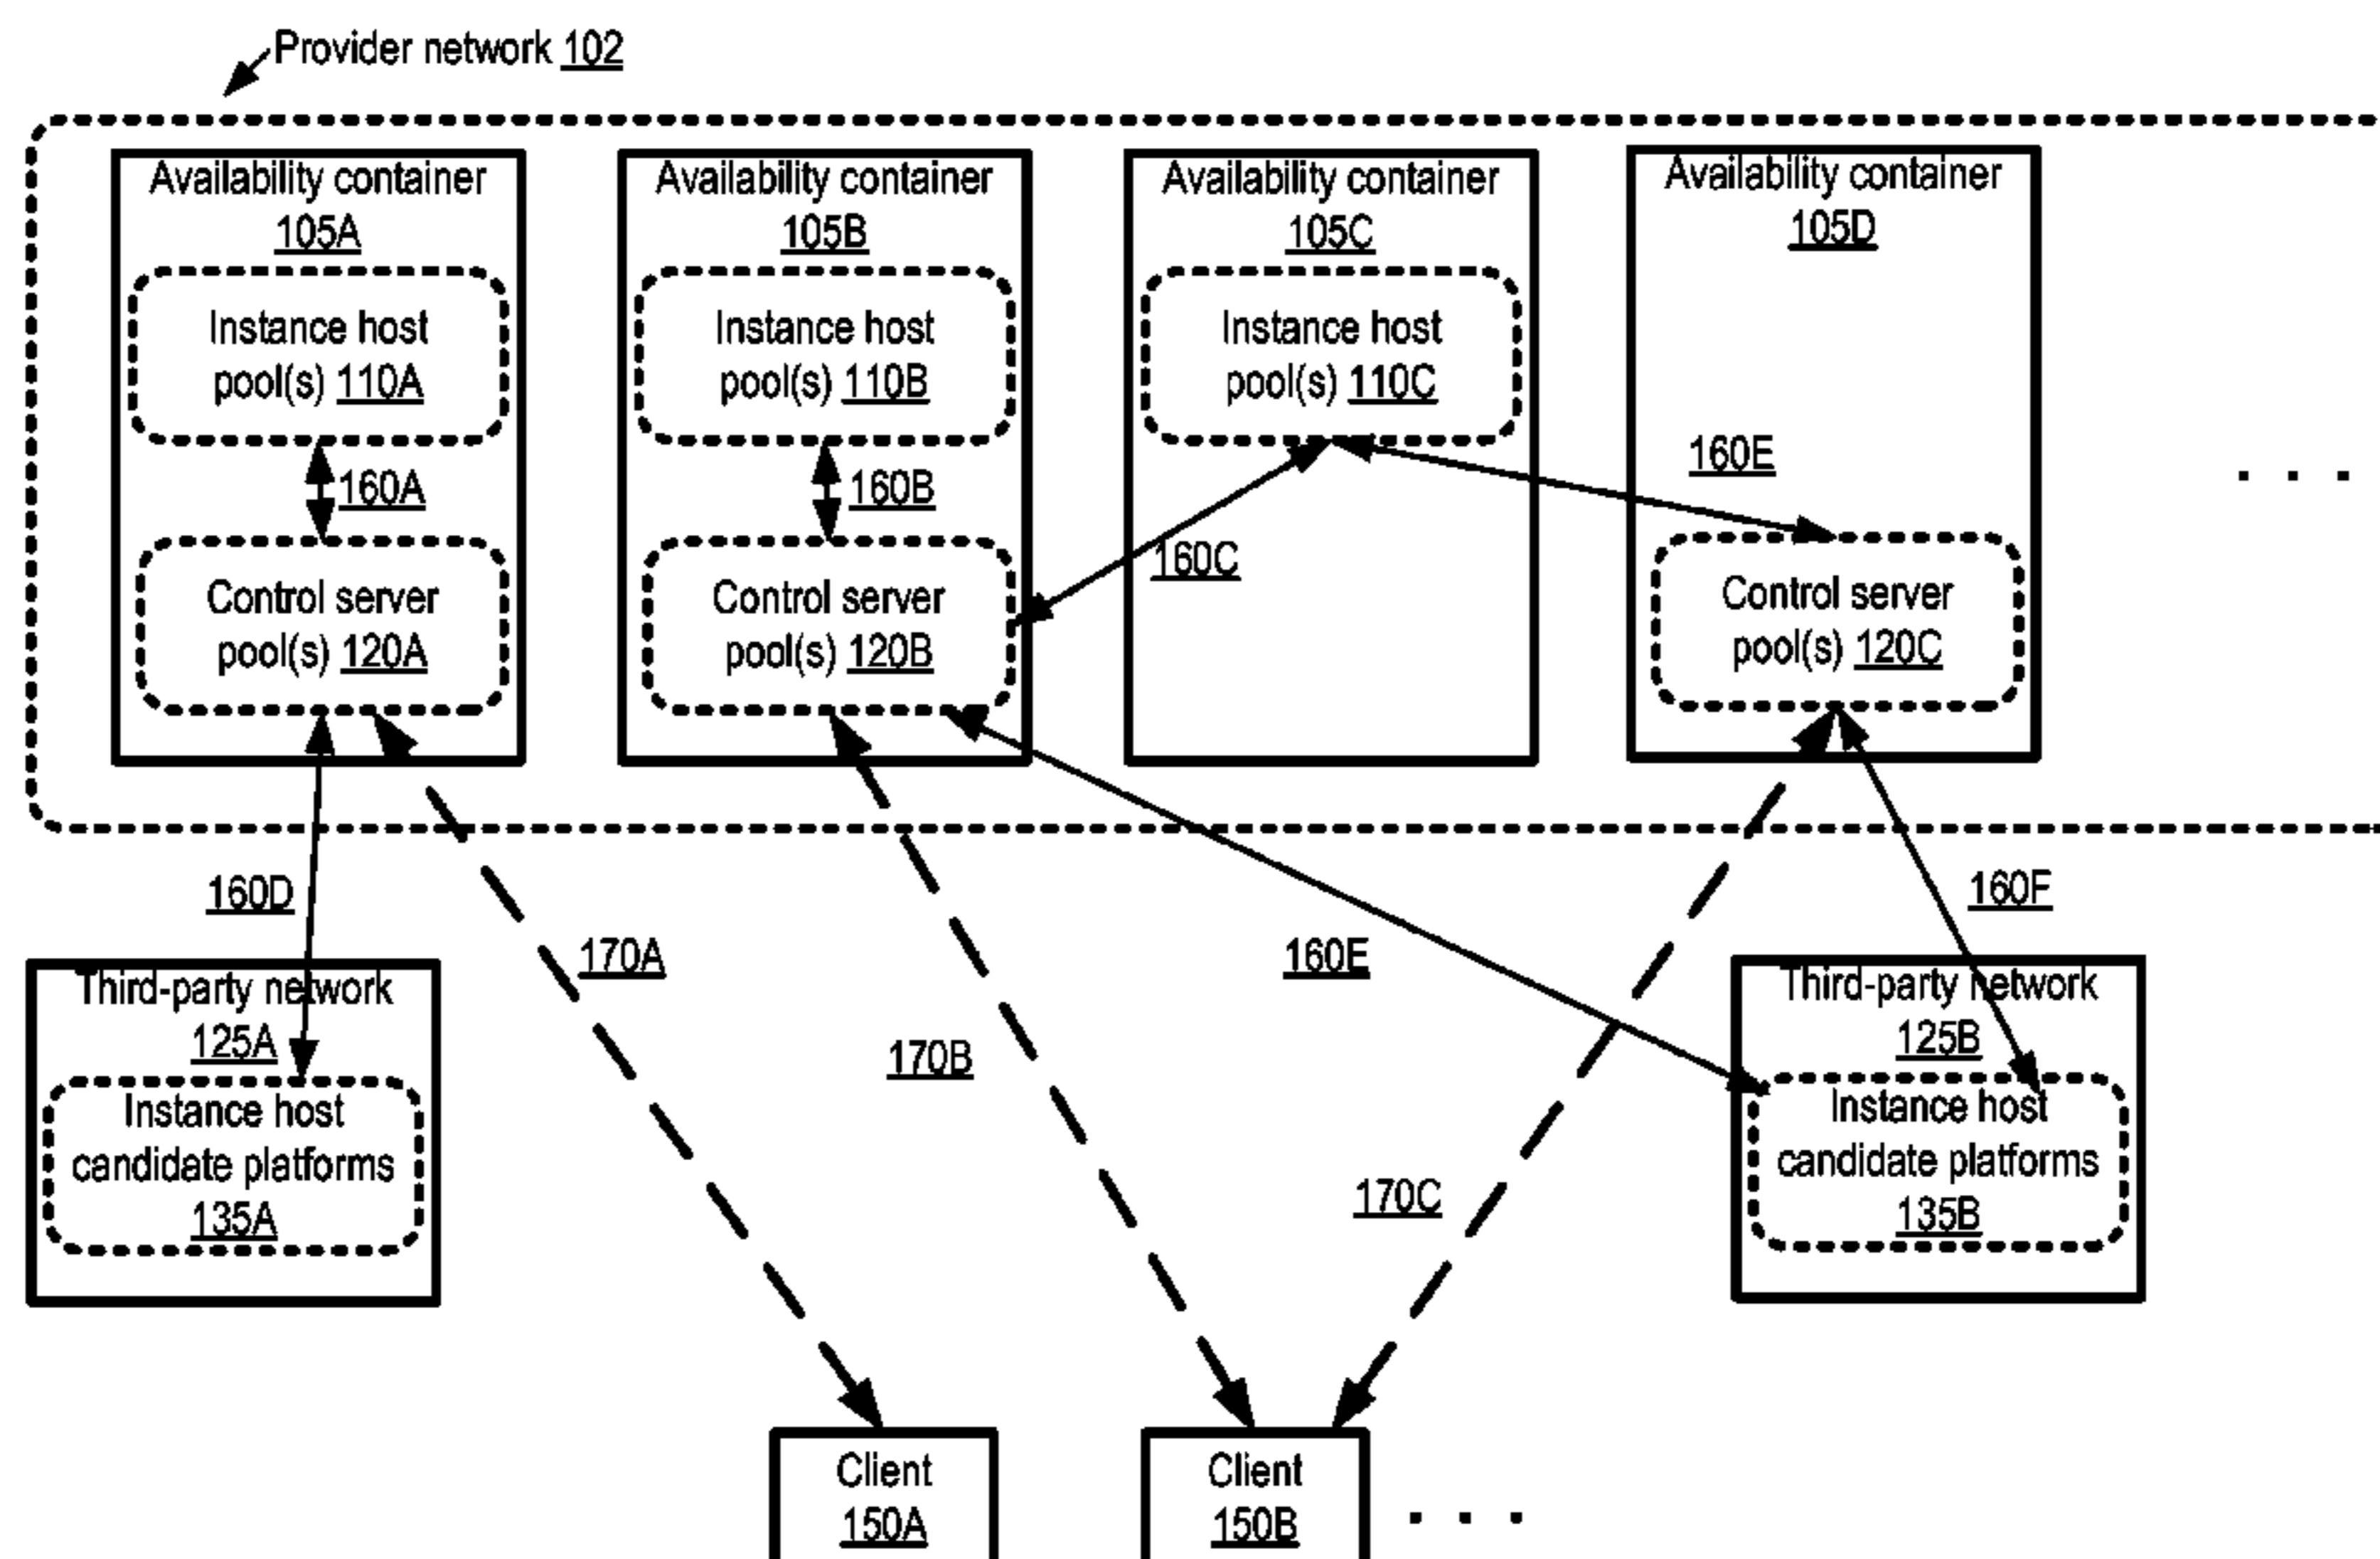 Provider network 102
Availability container
105A
Instance host
pool(s) 110A
160A
Control server
pool(s) 120A
Availability container
105B
Instance host
pool(s) 110B
160B
Control server
pool(s) 120B
Availability container
105C
Instance host
pool(s) 110C
160C
Availability container
105D
160E
Control server
pool(s) 120C
. . .
160D
170A
170B
160E
170C
160F
Third-party network
125A
Instance host
candidate platforms
135A
Third-party network
125B
Instance host
candidate platforms
135B
Client
150A
Client
150B
. . .